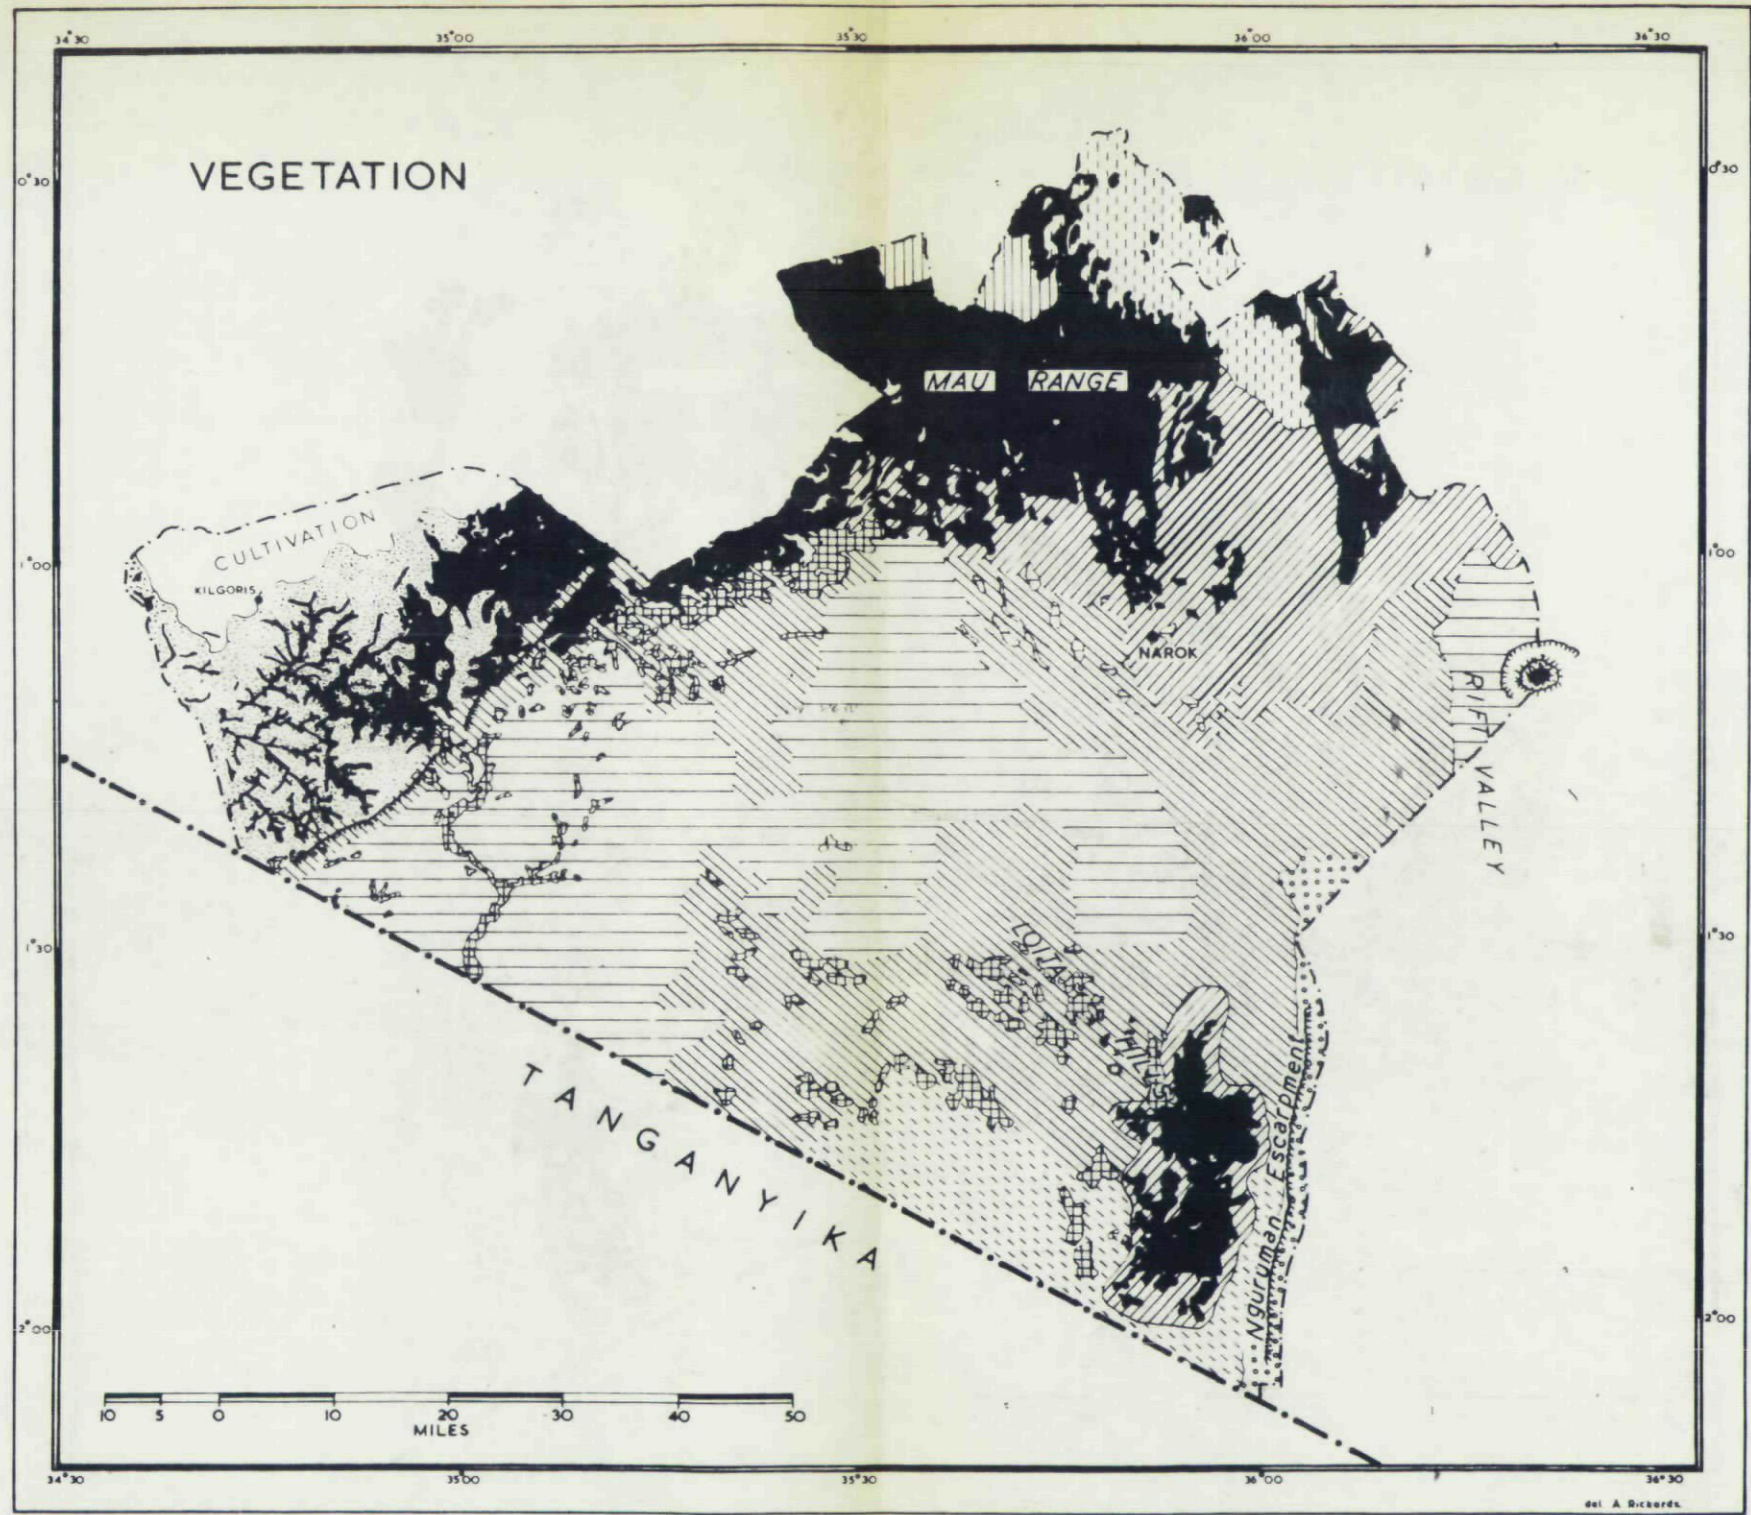 34°30 35°00 35°30 36°00 36°30
VEGETATION
0°30 0°30
MAU RANGE
CULTIVATION
1°00 1°00
KILGORIS
NAROK
RIFT VALLEY
LOITA HILLS
1°30 1°30
TANGANYIKA
Nguruman Escarpment
2°00 2°00
10 5 0 10 20 30 40 50
MILES
34°30 35°00 35°30 36°00 36°30
del. A. Rickards.